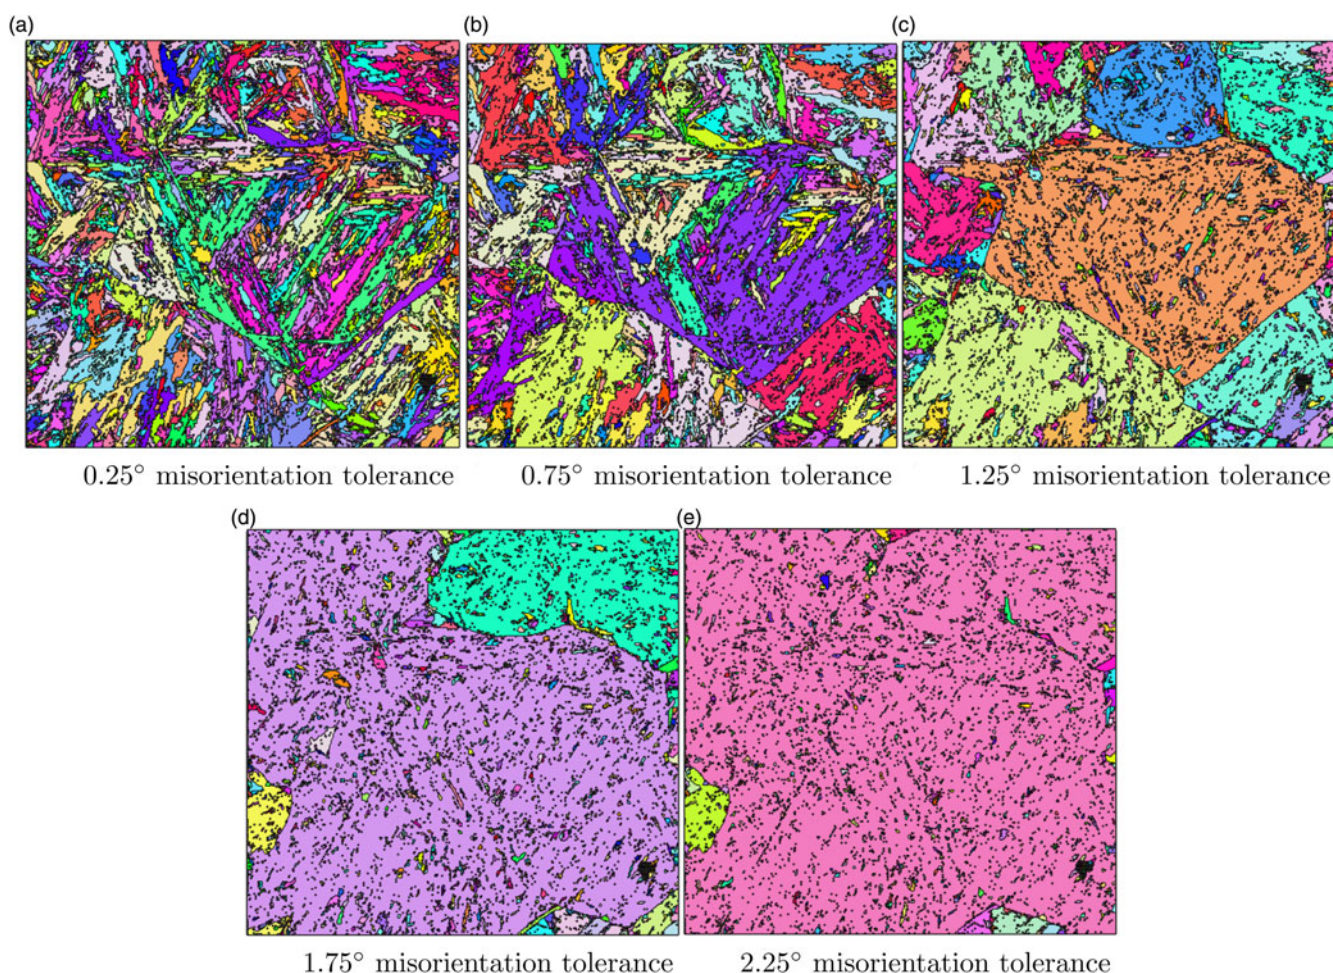 (a)
(b)
(c)
0.25° misorientation tolerance
0.75° misorientation tolerance
1.25° misorientation tolerance
(d)
(e)
1.75° misorientation tolerance
2.25° misorientation tolerance